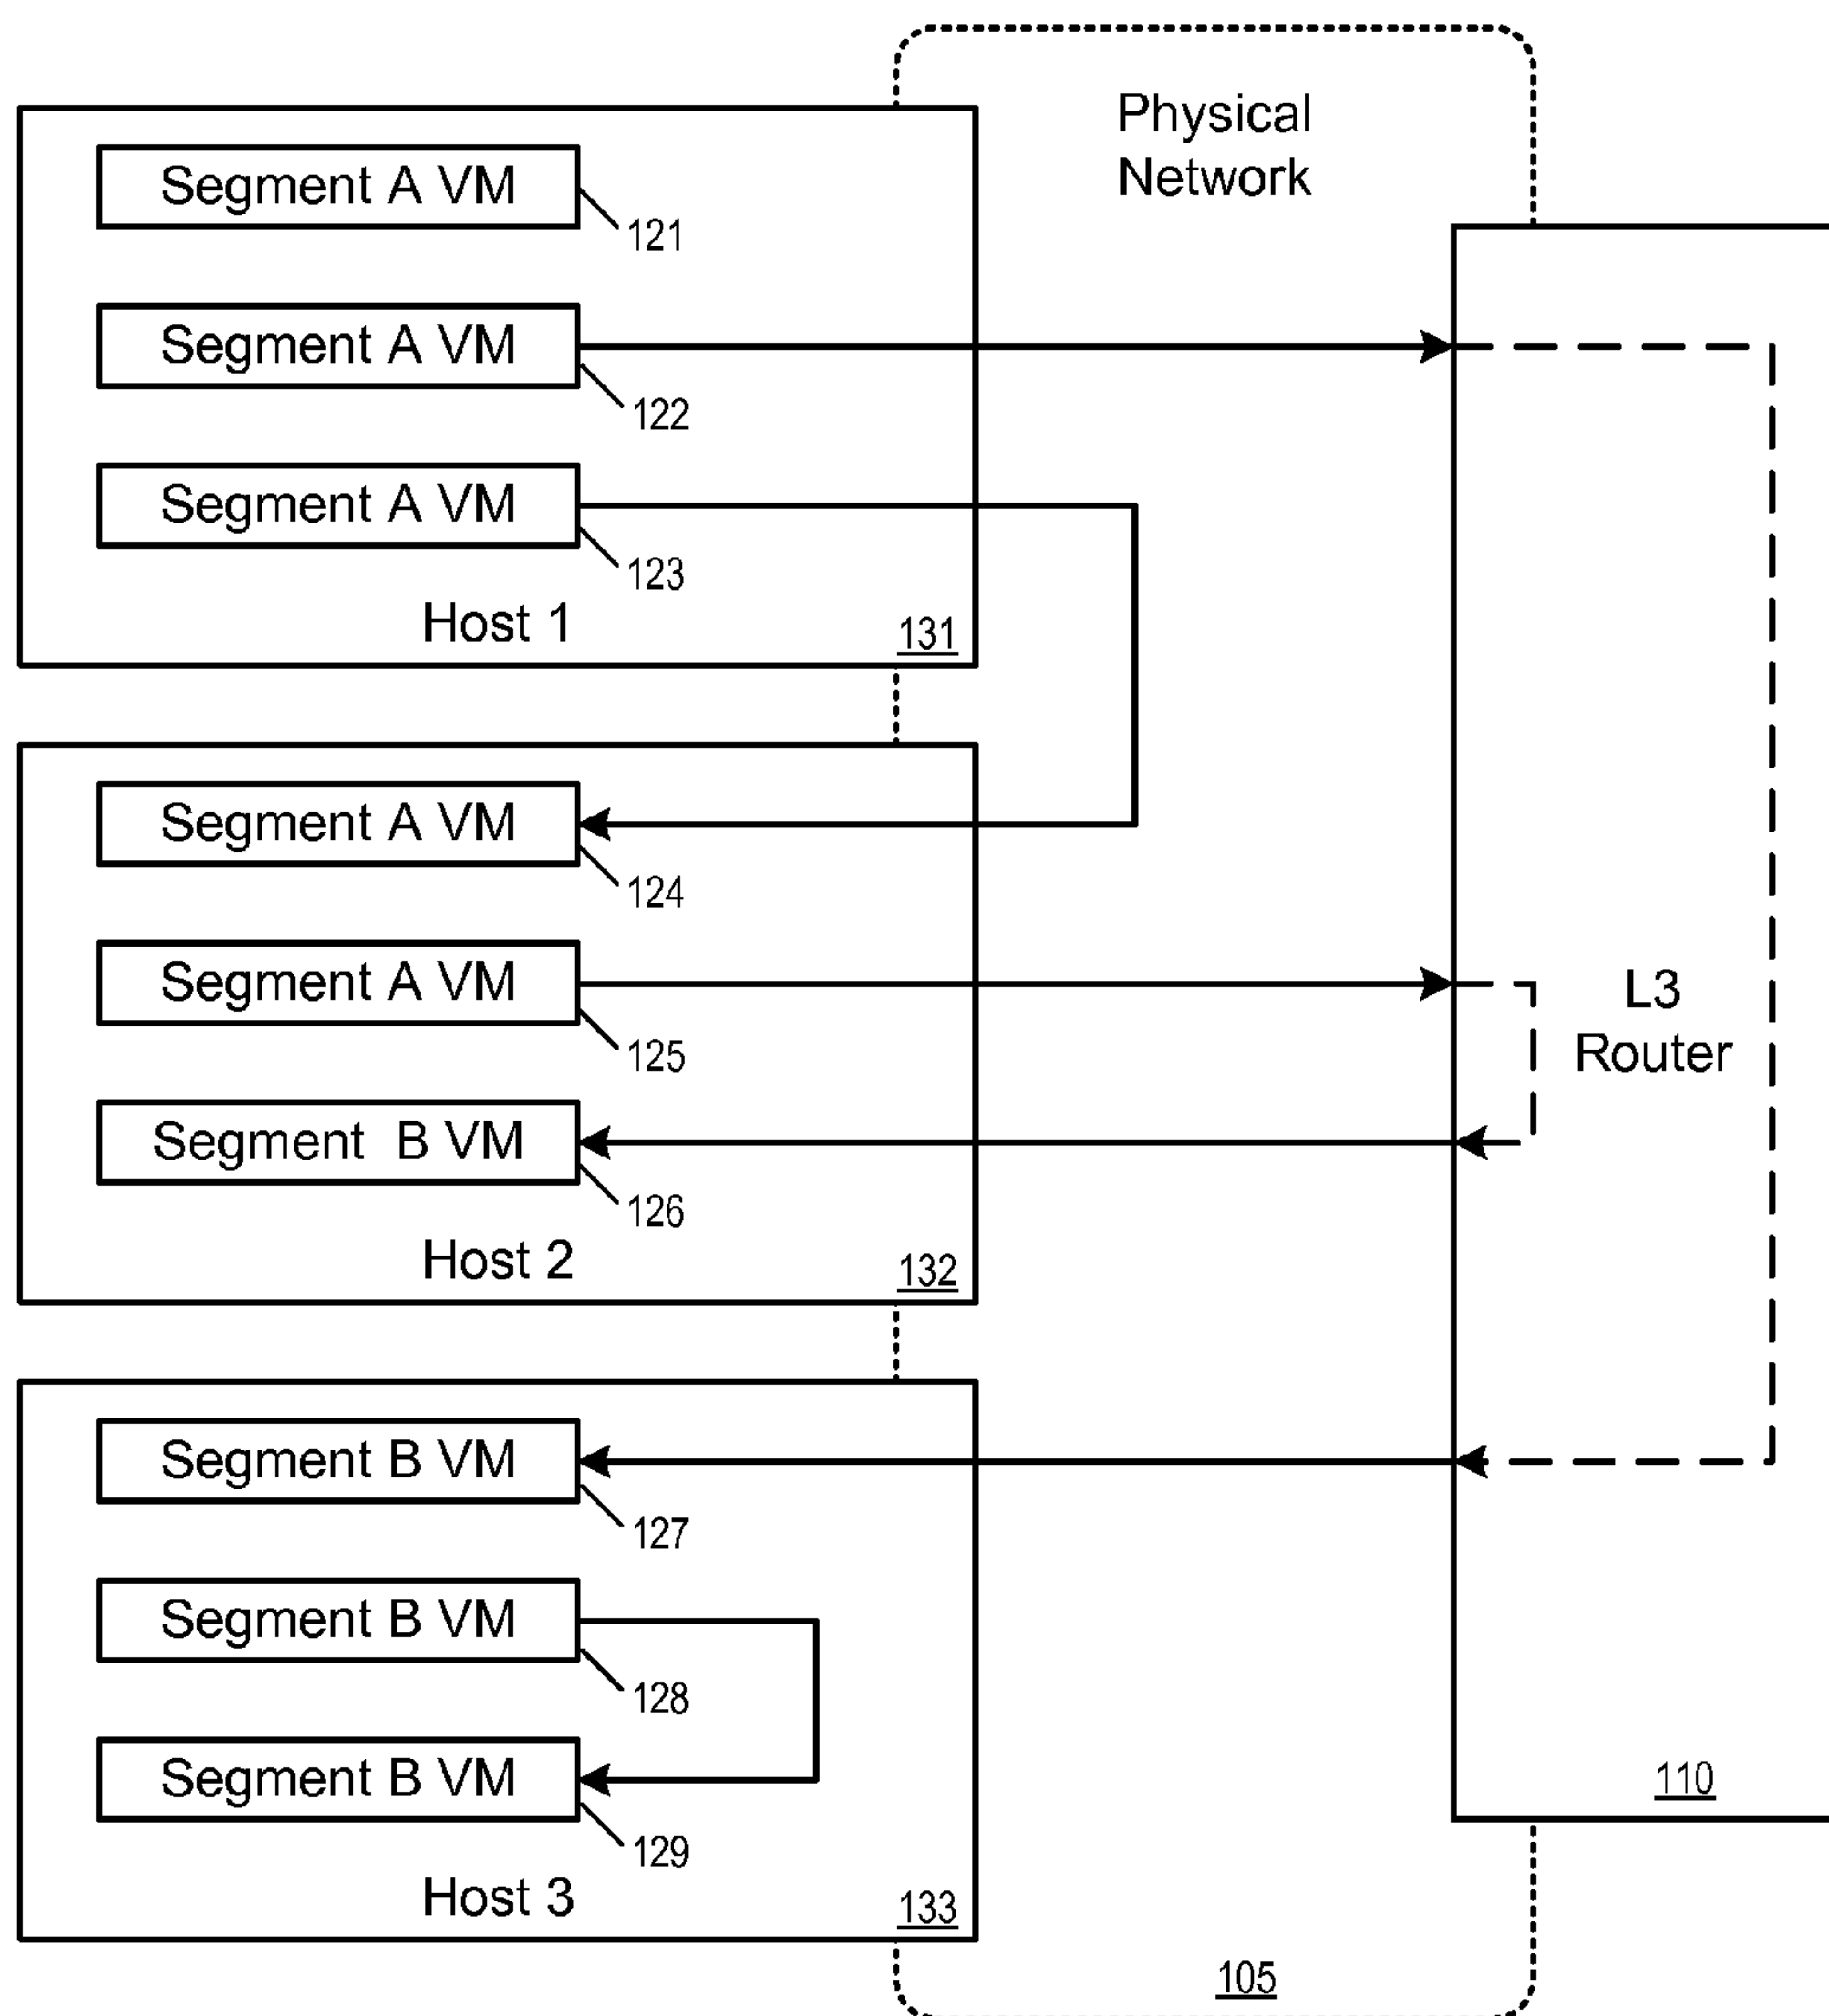 Physical
Network
Segment A VM
121
Segment A VM
122
Segment A VM
123
Host 1
131
Segment A VM
124
Segment A VM
125
Segment B VM
126
Host 2
132
L3
Router
Segment B VM
127
Segment B VM
128
Segment B VM
129
Host 3
133
110
105